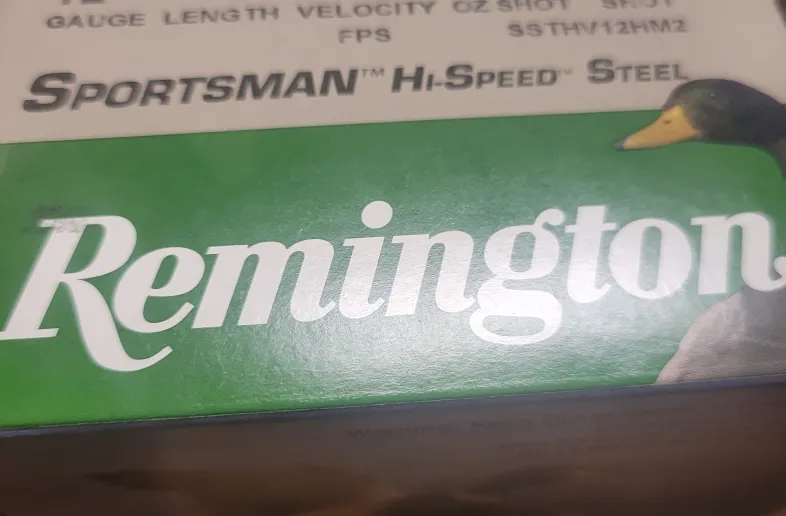 GAUGE LENGTH VELOCITY OZ SHOT SHOT
FPS SSTHV12HM2
SPORTSMAN™ HI-SPEED™ STEEL
Remington